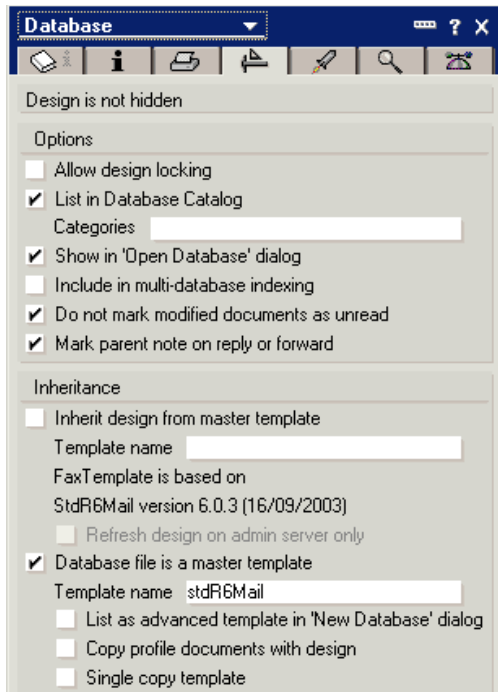 Database
? X
i
Design is not hidden
Options
Allow design locking
List in Database Catalog
Categories
Show in 'Open Database' dialog
Include in multi-database indexing
Do not mark modified documents as unread
Mark parent note on reply or forward
Inheritance
Inherit design from master template
Template name
FaxTemplate is based on
StdR6Mail version 6.0.3 (16/09/2003)
Refresh design on admin server only
Database file is a master template
Template name stdR6Mail
List as advanced template in 'New Database' dialog
Copy profile documents with design
Single copy template